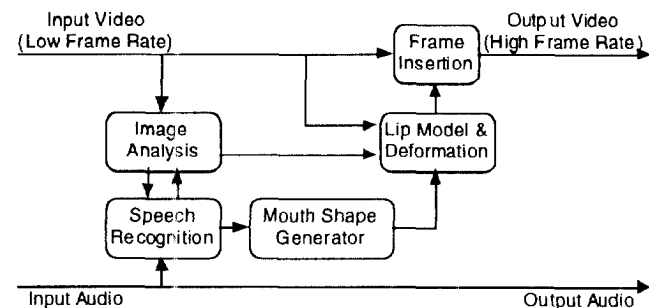 Input Video
(Low Frame Rate)
Frame
Insertion
Output Video
(High Frame Rate)
Image
Analysis
Lip Model &
Deformation
Speech
Recognition
Mouth Shape
Generator
Input Audio
Output Audio